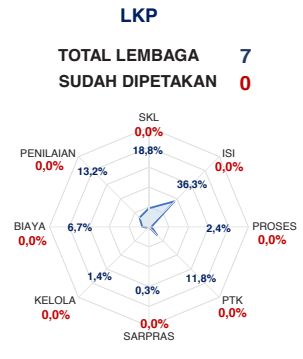 LKP
TOTAL LEMBAGA 7
SUDAH DIPETAKAN 0
SKL
0,0%
18,8%
PENILAIAN
0,0%
13,2%
ISI
0,0%
36,3%
BIAYA
0,0%
6,7%
2,4%
PROSES
0,0%
1,4%
11,8%
KELOLA
0,0%
0,3%
PTK
0,0%
0,0%
SARPRAS